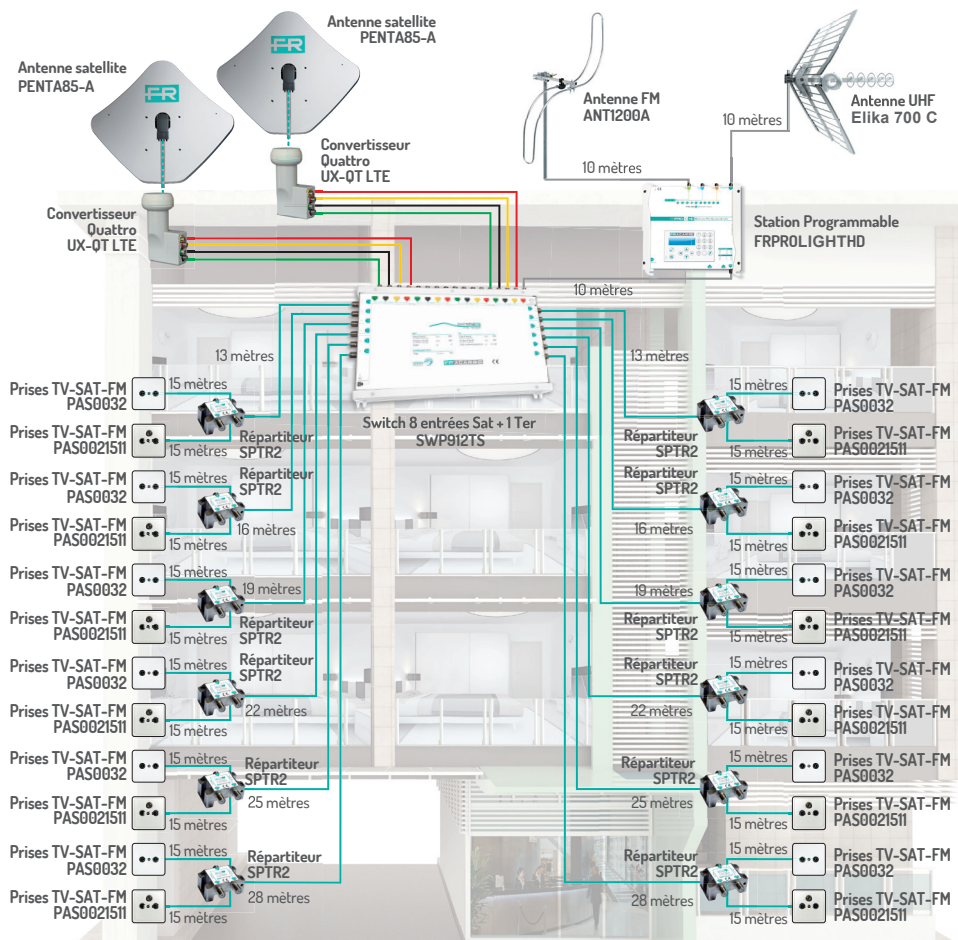 Antenne satellite
PENTA85-A
Antenne satellite
PENTA85-A
FR
FR
Antenne FM
ANT1200A
Antenne UHF
Elika 700 C
10 mètres
10 mètres
Convertisseur
Quattro
UX-QT LTE
Convertisseur
Quattro
UX-QT LTE
Station Programmable
FRPROLIGHTHD
10 mètres
13 mètres
13 mètres
Switch 8 entrées Sat + 1 Ter
SWP912TS
Prises TV-SAT-FM
PAS0032
15 mètres
Prises TV-SAT-FM
PAS0021511
15 mètres
Répartiteur
SPTR2
Prises TV-SAT-FM
PAS0032
15 mètres
Répartiteur
SPTR2
16 mètres
Prises TV-SAT-FM
PAS0021511
15 mètres
Prises TV-SAT-FM
PAS0032
15 mètres
19 mètres
Prises TV-SAT-FM
PAS0021511
15 mètres
Répartiteur
SPTR2
Prises TV-SAT-FM
PAS0032
15 mètres
Répartiteur
SPTR2
22 mètres
Prises TV-SAT-FM
PAS0021511
15 mètres
Prises TV-SAT-FM
PAS0032
15 mètres
Répartiteur
SPTR2
25 mètres
Prises TV-SAT-FM
PAS0021511
15 mètres
Prises TV-SAT-FM
PAS0032
15 mètres
Répartiteur
SPTR2
28 mètres
Prises TV-SAT-FM
PAS0021511
15 mètres
15 mètres
Prises TV-SAT-FM
PAS0032
Répartiteur
SPTR2
15 mètres
Prises TV-SAT-FM
PAS0021511
Répartiteur
SPTR2
15 mètres
Prises TV-SAT-FM
PAS0032
16 mètres
15 mètres
Prises TV-SAT-FM
PAS0021511
19 mètres
15 mètres
Prises TV-SAT-FM
PAS0032
Répartiteur
SPTR2
15 mètres
Prises TV-SAT-FM
PAS0021511
Répartiteur
SPTR2
15 mètres
Prises TV-SAT-FM
PAS0032
22 mètres
15 mètres
Prises TV-SAT-FM
PAS0021511
Répartiteur
SPTR2
15 mètres
Prises TV-SAT-FM
PAS0032
25 mètres
15 mètres
Prises TV-SAT-FM
PAS0021511
Répartiteur
SPTR2
15 mètres
Prises TV-SAT-FM
PAS0032
28 mètres
15 mètres
Prises TV-SAT-FM
PAS0021511